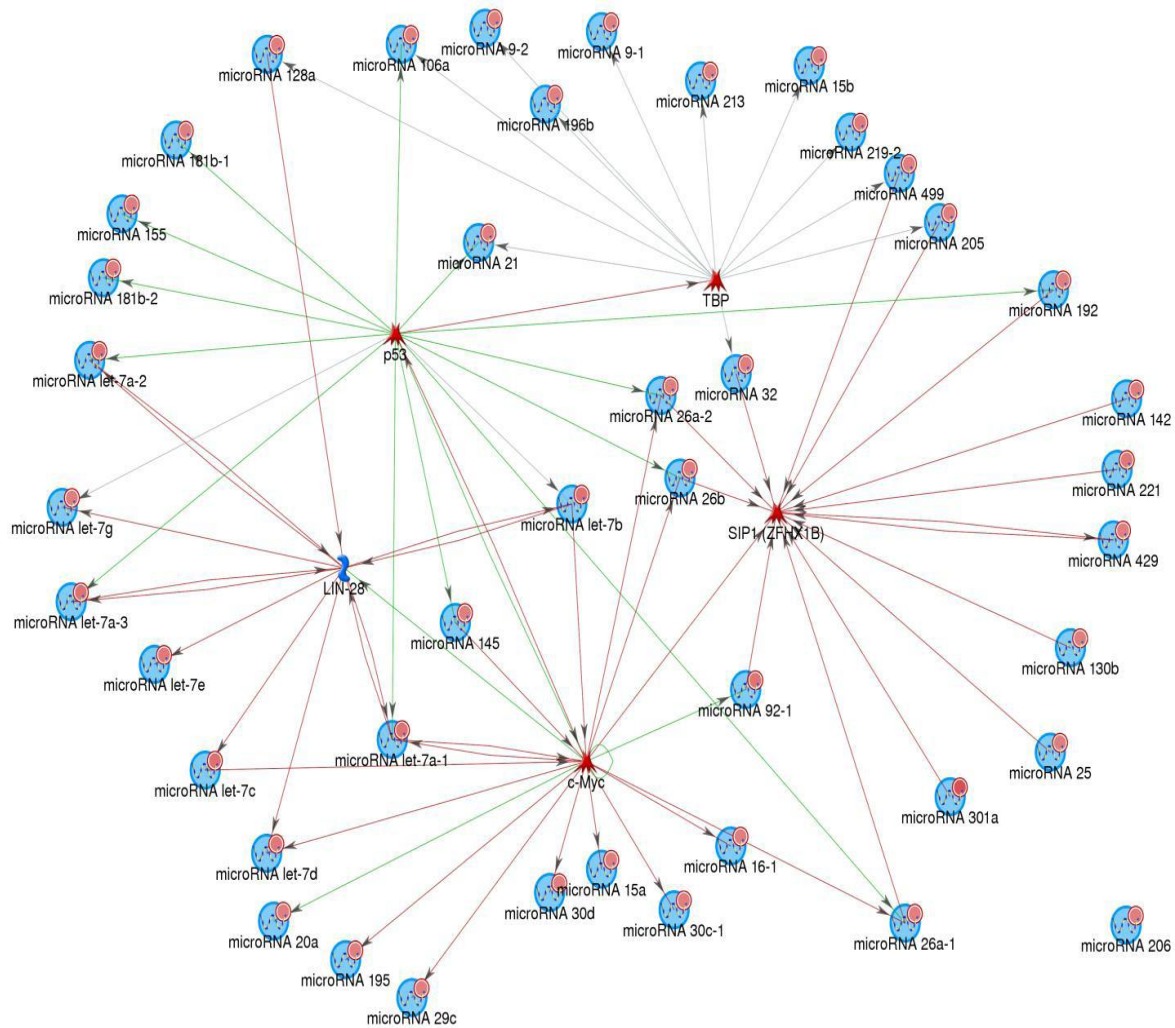 microRNA 9-2
microRNA 9-1
microRNA 106a
microRNA 128a
microRNA 15b
microRNA 213
microRNA 196b
microRNA 219-2
microRNA 181b-1
microRNA 499
microRNA 155
microRNA 205
microRNA 21
microRNA 181b-2
TBP
microRNA 192
p53
microRNA let-7a-2
microRNA 32
microRNA 26a-2
microRNA 142
microRNA 26b
microRNA 221
microRNA let-7g
microRNA let-7b
SIP1 (ZFHX1B)
microRNA 429
LIN-28
microRNA let-7a-3
microRNA 145
microRNA 130b
microRNA let-7e
microRNA 92-1
microRNA let-7a-1
microRNA 25
c-Myc
microRNA let-7c
microRNA 301a
microRNA 16-1
microRNA let-7d
microRNA 15a
microRNA 30d
microRNA 30c-1
microRNA 20a
microRNA 26a-1
microRNA 206
microRNA 195
microRNA 29c